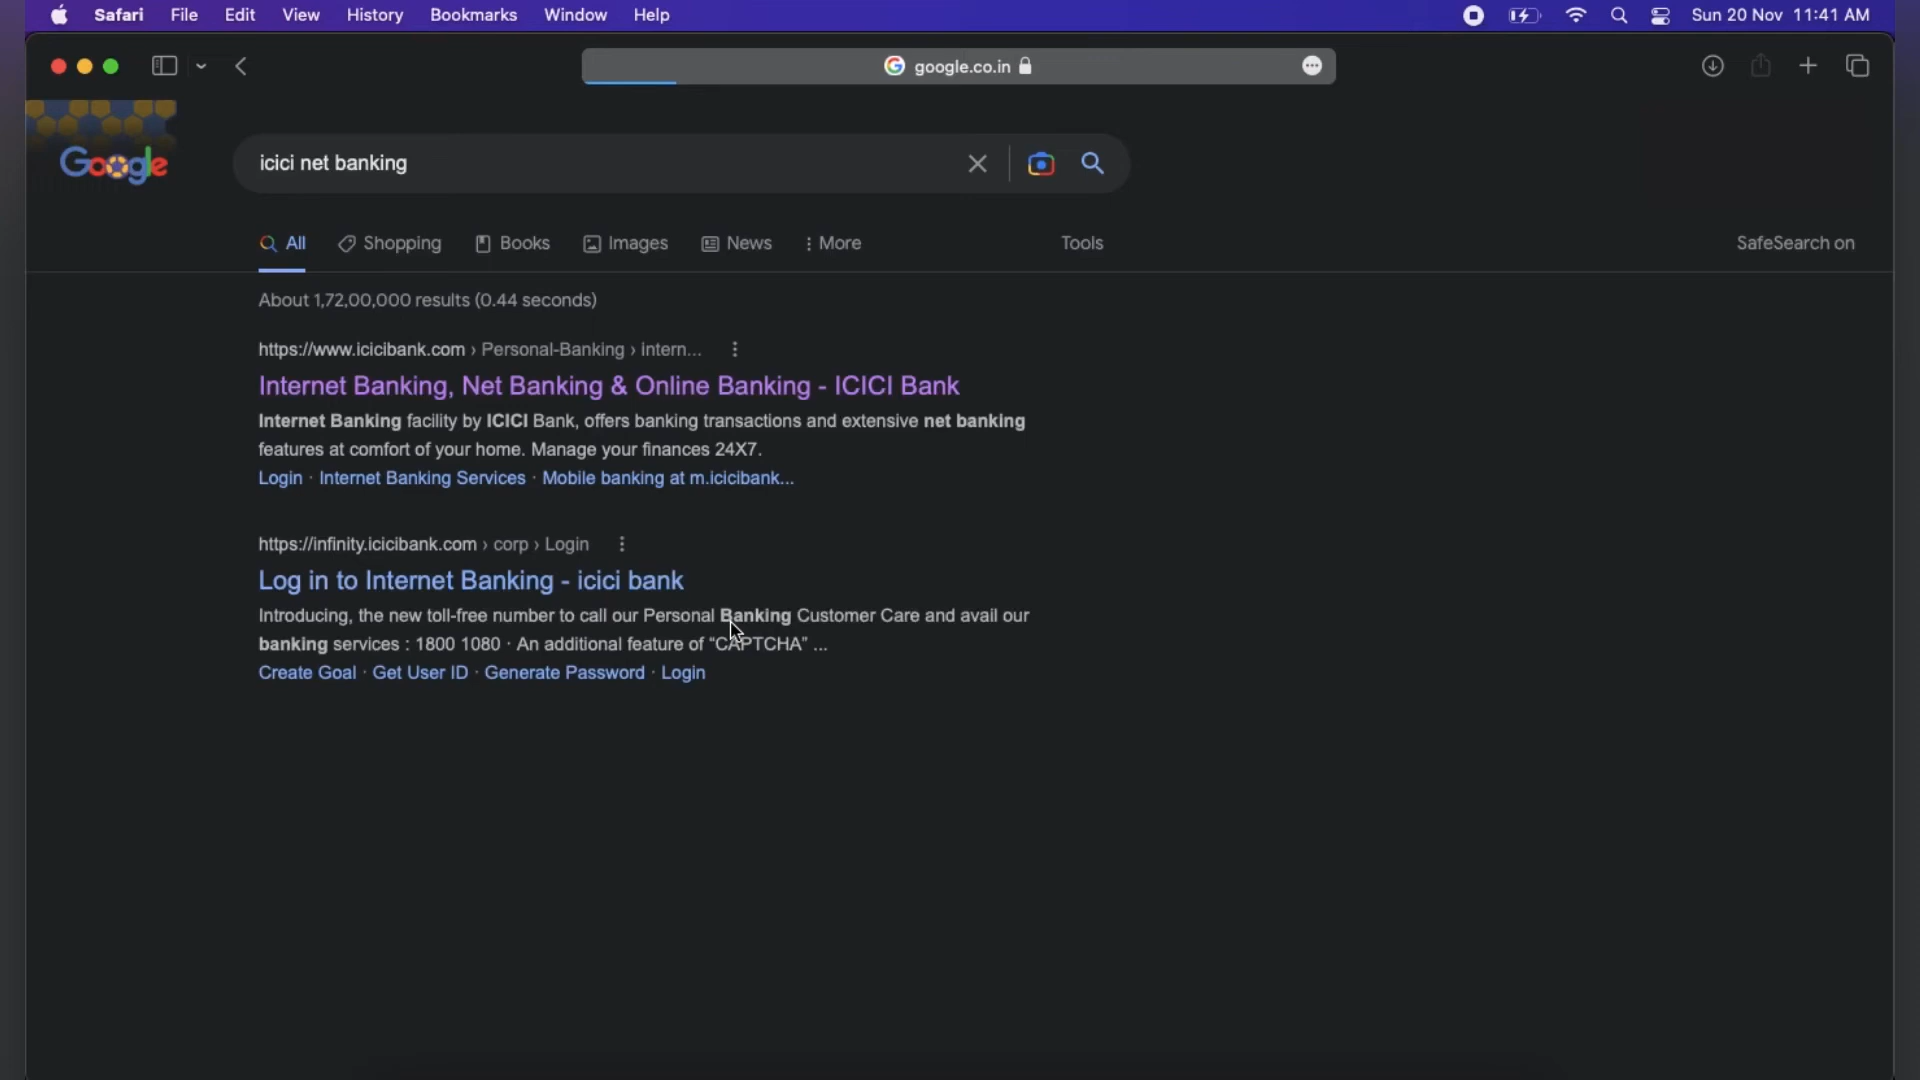 Safari File Edit View History Bookmarks Window Help Sun 20 Nov 11:41 AM
google.co.in
Google
icici net banking
All Shopping Books Images News More Tools SafeSearch on
About 1,72,00,000 results (0.44 seconds)
https://www.icicibank.com › Personal-Banking › intern...
Internet Banking, Net Banking & Online Banking - ICICI Bank
Internet Banking facility by ICICI Bank, offers banking transactions and extensive net banking
features at comfort of your home. Manage your finances 24X7.
Login · Internet Banking Services · Mobile banking at m.icicibank...
https://infinity.icicibank.com › corp › Login
Log in to Internet Banking - icici bank
Introducing, the new toll-free number to call our Personal Banking Customer Care and avail our
banking services : 1800 1080 · An additional feature of “CAPTCHA” ...
Create Goal · Get User ID · Generate Password · Login